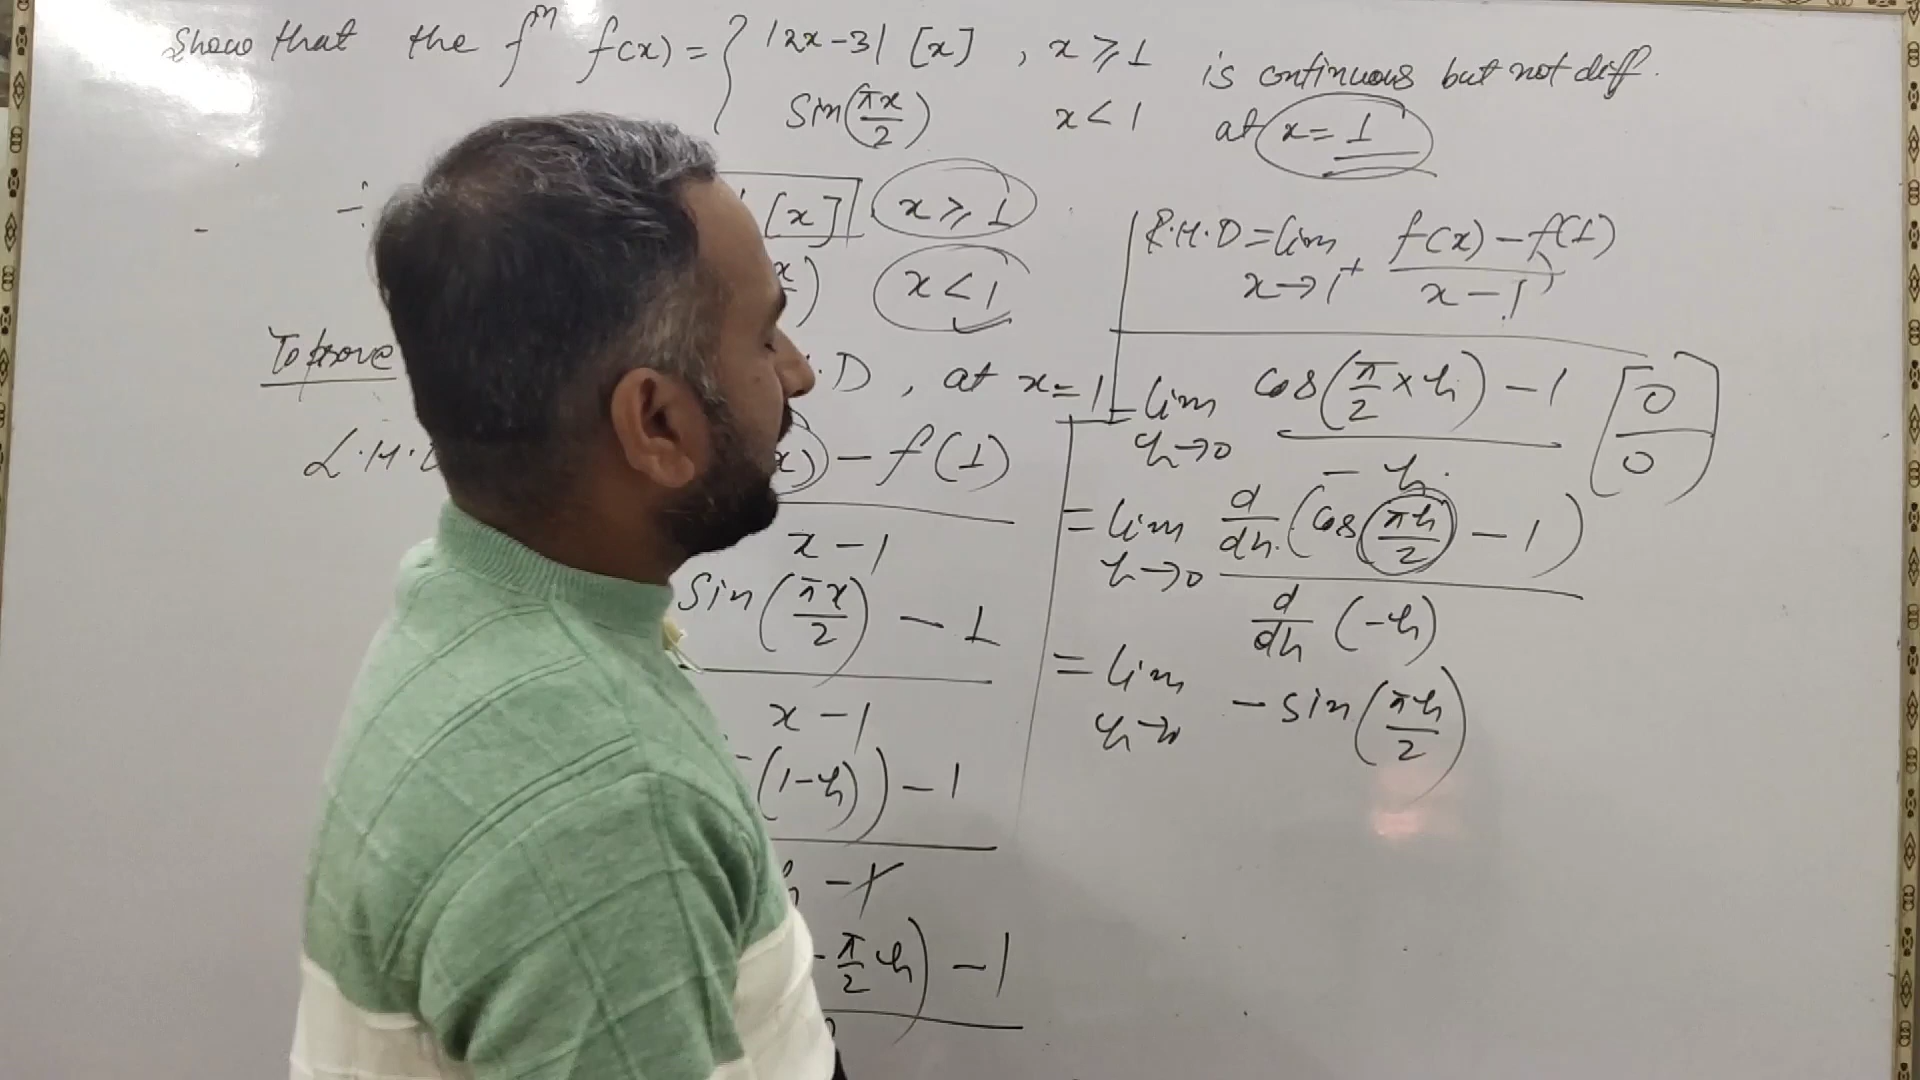 Show that the fⁿ f(x) = { |2x-3| [x] , x ≥ 1 is continuous but not diff.
Sin(πx/2) x < 1 at x = 1
[x] x ≥ 1
x) x < 1
To prove .D , at x = 1
L.H.D x) - f(1)
x - 1
Sin(πx/2) - 1
x - 1
(1-h)) - 1
h - 1
- π/2 h) - 1
R.H.D = lim x→1⁺ f(x) - f(1) / x - 1
= lim h→0 cos(π/2 × h) - 1 / - h [0/0]
= lim h→0 d/dh (cos(πh/2) - 1) / d/dh (-h)
= lim h→0 - sin(πh/2)